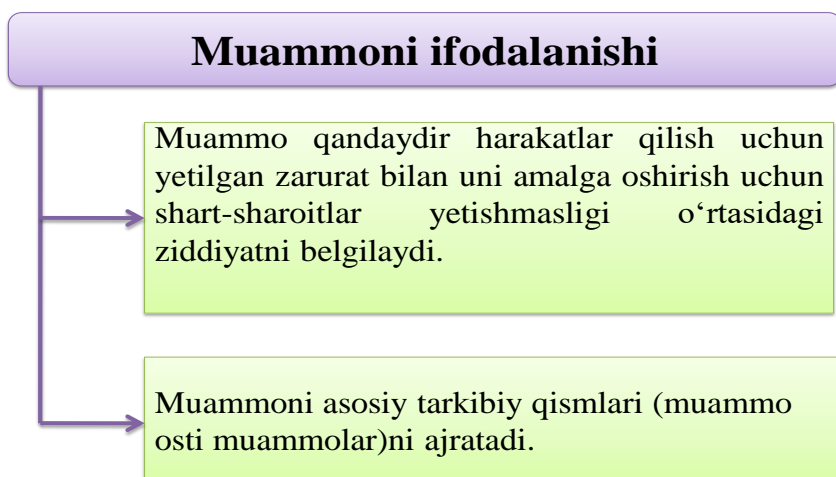 Muammoni ifodalanishi
Muammo qandaydir harakatlar qilish uchun
yetilgan zarurat bilan uni amalga oshirish uchun
shart-sharoitlar yetishmasligi o‘rtasidagi
ziddiyatni belgilaydi.
Muammoni asosiy tarkibiy qismlari (muammo
osti muammolar)ni ajratadi.